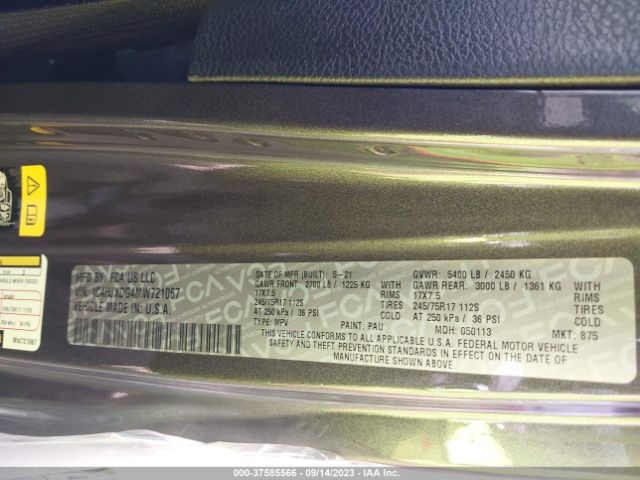 MFD BY: FCA US LLC
VIN: 1C4HJXDG4MW721067
VEHICLE MADE IN U.S.A.
DATE OF MFR (BUILT): 5-21
GAWR FRONT: 2700 LB / 1225 KG WITH
17X7.5 TIRES
245/75R17 112S
AT 250 kPa / 36 PSI COLD
TYPE: MPV PAINT: PAU
GVWR: 5400 LB / 2450 KG
GAWR REAR: 3000 LB / 1361 KG WITH
17X7.5 TIRES
245/75R17 112S
AT 250 kPa / 36 PSI COLD
MDH: 050113 MKT: 875
THIS VEHICLE CONFORMS TO ALL APPLICABLE U.S.A. FEDERAL MOTOR VEHICLE
SAFETY AND THEFT PREVENTION STANDARDS IN EFFECT ON THE DATE OF
MANUFACTURE SHOWN ABOVE
MW721067
000-37585566 - 09/14/2023 - IAA Inc.